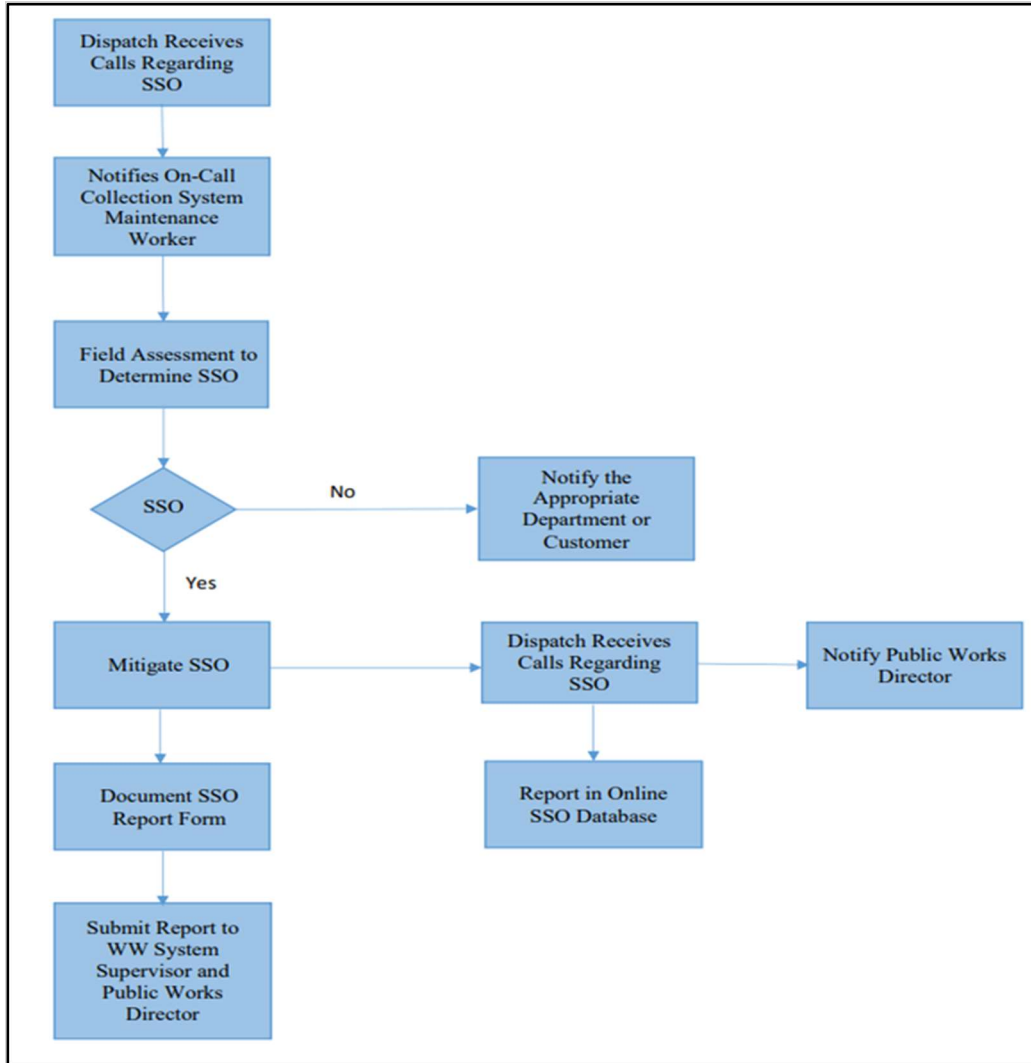 Dispatch Receives
Calls Regarding
SSO
Notifies On-Call
Collection System
Maintenance
Worker
Field Assessment to
Determine SSO
SSO
No
Notify the
Appropriate
Department or
Customer
Yes
Mitigate SSO
Dispatch Receives
Calls Regarding
SSO
Notify Public Works
Director
Document SSO
Report Form
Report in Online
SSO Database
Submit Report to
WW System
Supervisor and
Public Works
Director